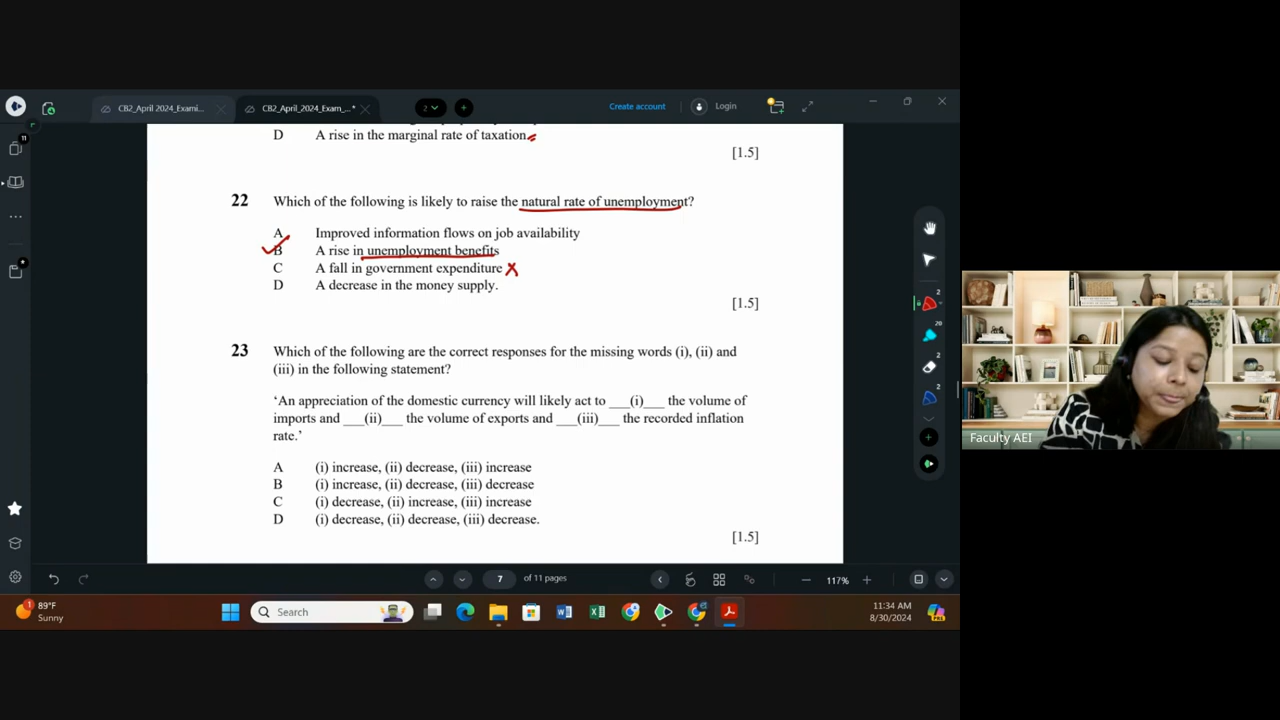 CB2_April 2024_Exami...
CB2_April_2024_Exam_...*
2
Create account
Login
D A rise in the marginal rate of taxation.
[1.5]
22 Which of the following is likely to raise the natural rate of unemployment?
A Improved information flows on job availability
B A rise in unemployment benefits
C A fall in government expenditure
D A decrease in the money supply.
[1.5]
23 Which of the following are the correct responses for the missing words (i), (ii) and
(iii) in the following statement?
‘An appreciation of the domestic currency will likely act to ___(i)___ the volume of
imports and ___(ii)___ the volume of exports and ___(iii)___ the recorded inflation
rate.’
A (i) increase, (ii) decrease, (iii) increase
B (i) increase, (ii) decrease, (iii) decrease
C (i) decrease, (ii) increase, (iii) increase
D (i) decrease, (ii) decrease, (iii) decrease.
[1.5]
11
2
20
2
2
Faculty AEI
7 of 11 pages
117%
1
89°F
Sunny
Search
11:34 AM
8/30/2024